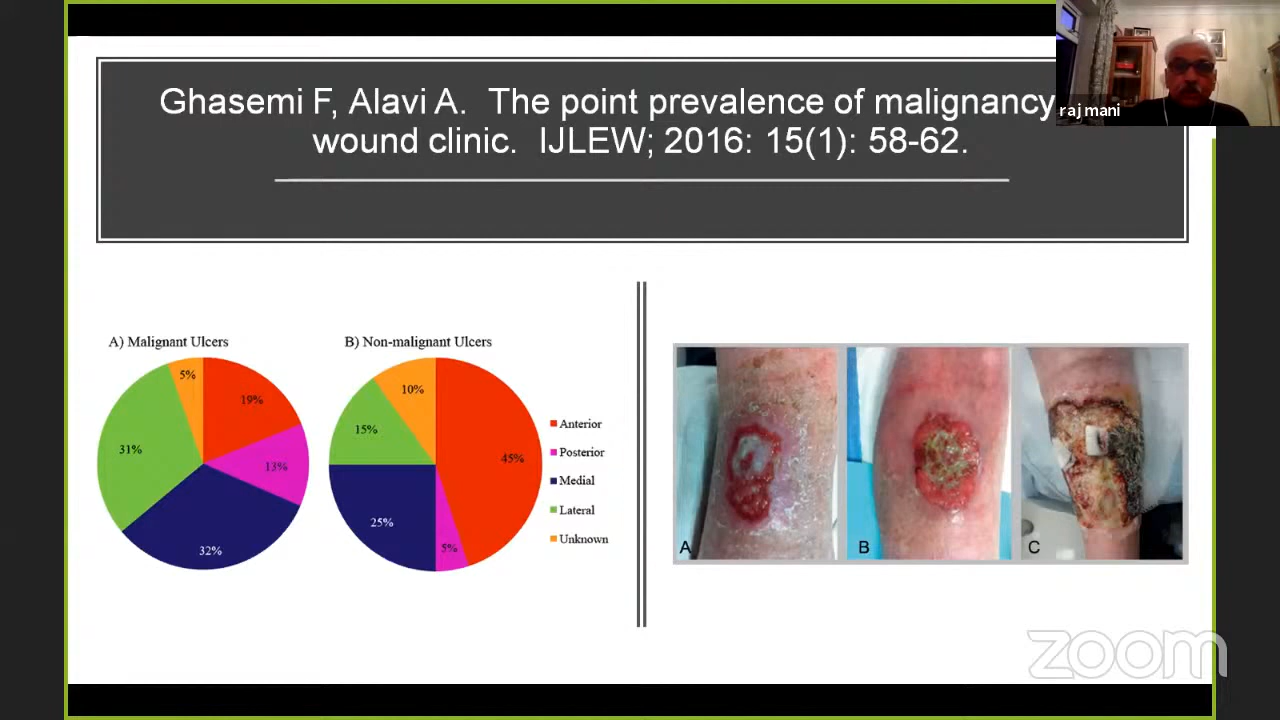 Ghasemi F, Alavi A. The point prevalence of malignancy
wound clinic. IJLEW; 2016: 15(1): 58-62.
raj mani
A) Malignant Ulcers
5%
19%
31%
13%
32%
B) Non-malignant Ulcers
10%
15%
45%
25%
5%
Anterior
Posterior
Medial
Lateral
Unknown
A
B
C
zoom